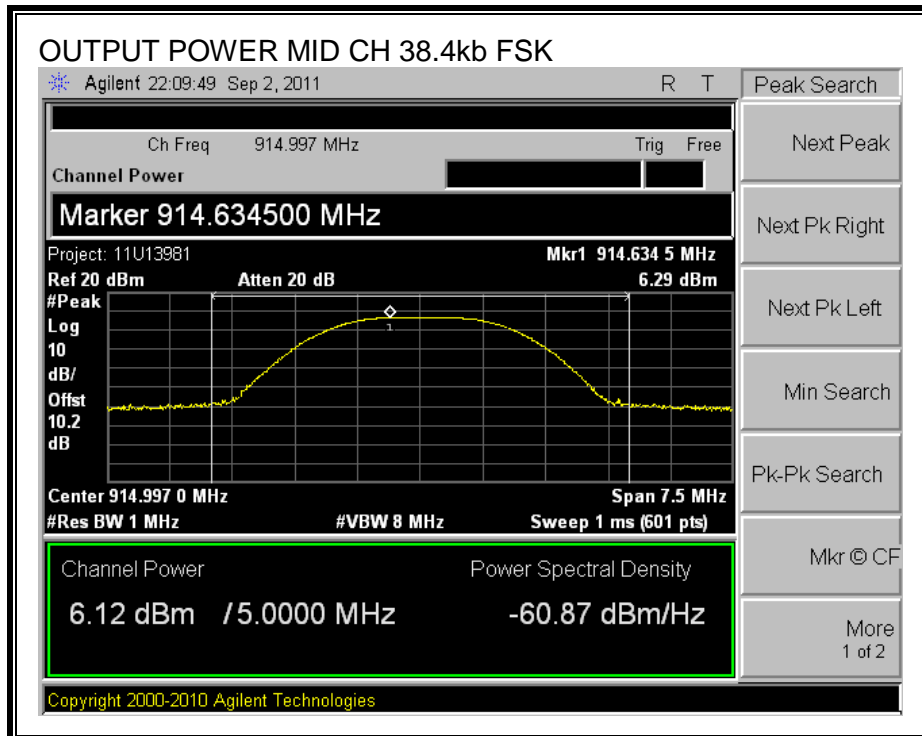 OUTPUT POWER MID CH 38.4kb FSK
Agilent 22:09:49 Sep 2, 2011 R T
Peak Search
Ch Freq 914.997 MHz Trig Free
Channel Power
Marker 914.634500 MHz
Project: 11U13981 Mkr1 914.634 5 MHz
Ref 20 dBm Atten 20 dB 6.29 dBm
#Peak
Log
10
dB/
Offst
10.2
dB
1
Center 914.997 0 MHz Span 7.5 MHz
#Res BW 1 MHz #VBW 8 MHz Sweep 1 ms (601 pts)
Channel Power Power Spectral Density
6.12 dBm /5.0000 MHz -60.87 dBm/Hz
Copyright 2000-2010 Agilent Technologies
Next Peak
Next Pk Right
Next Pk Left
Min Search
Pk-Pk Search
Mkr © CF
More
1 of 2